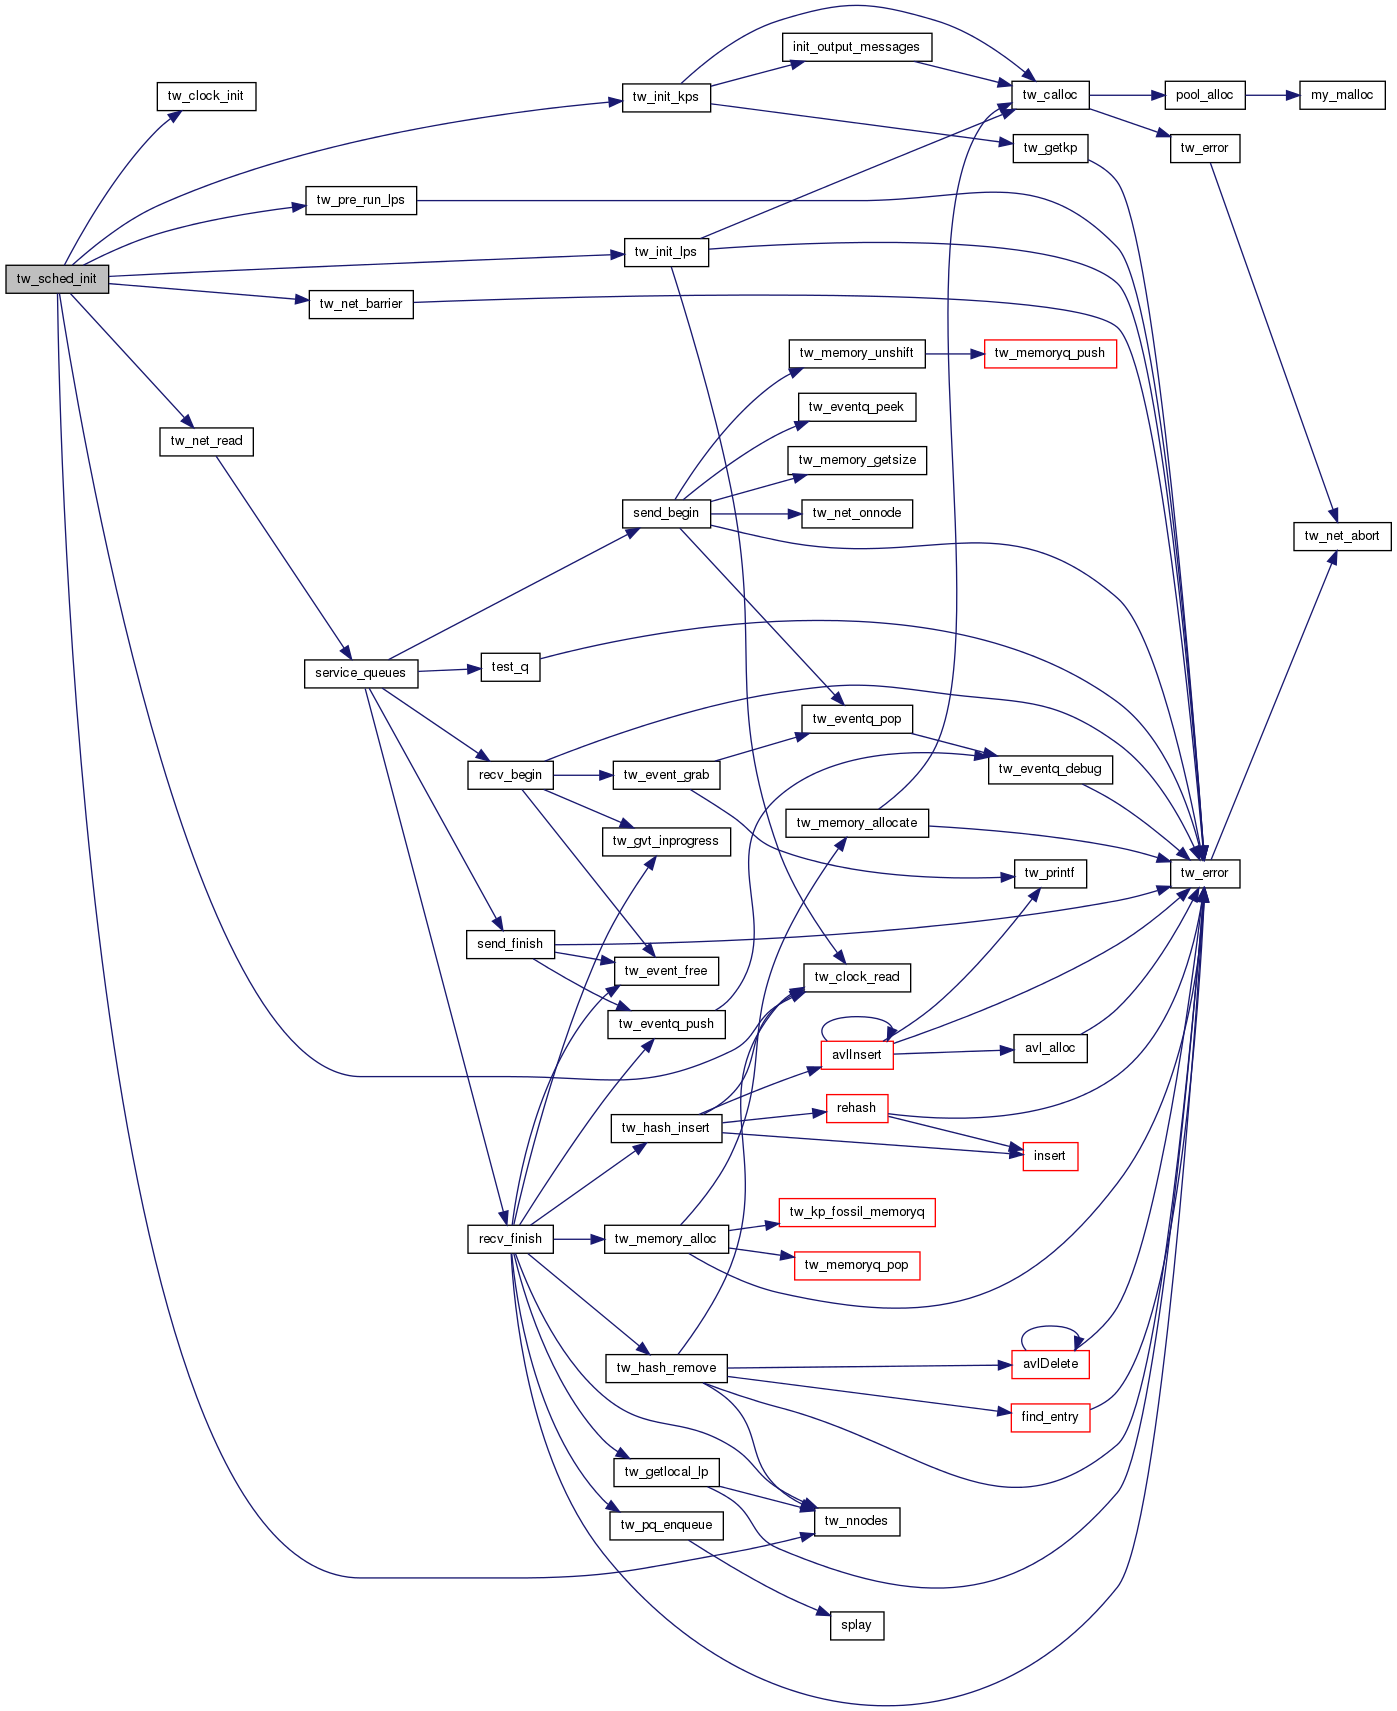 init_output_messages
tw_clock_init
tw_init_kps
tw_calloc
pool_alloc
my_malloc
tw_getkp
tw_error
tw_pre_run_lps
tw_init_lps
tw_sched_init
tw_net_barrier
tw_memory_unshift
tw_memoryq_push
tw_eventq_peek
tw_net_read
tw_memory_getsize
send_begin
tw_net_onnode
tw_net_abort
service_queues
test_q
tw_eventq_pop
recv_begin
tw_event_grab
tw_eventq_debug
tw_memory_allocate
tw_gvt_inprogress
tw_printf
tw_error
send_finish
tw_event_free
tw_clock_read
tw_eventq_push
avlInsert
avl_alloc
rehash
tw_hash_insert
insert
tw_kp_fossil_memoryq
recv_finish
tw_memory_alloc
tw_memoryq_pop
tw_hash_remove
avlDelete
find_entry
tw_getlocal_lp
tw_pq_enqueue
tw_nnodes
splay